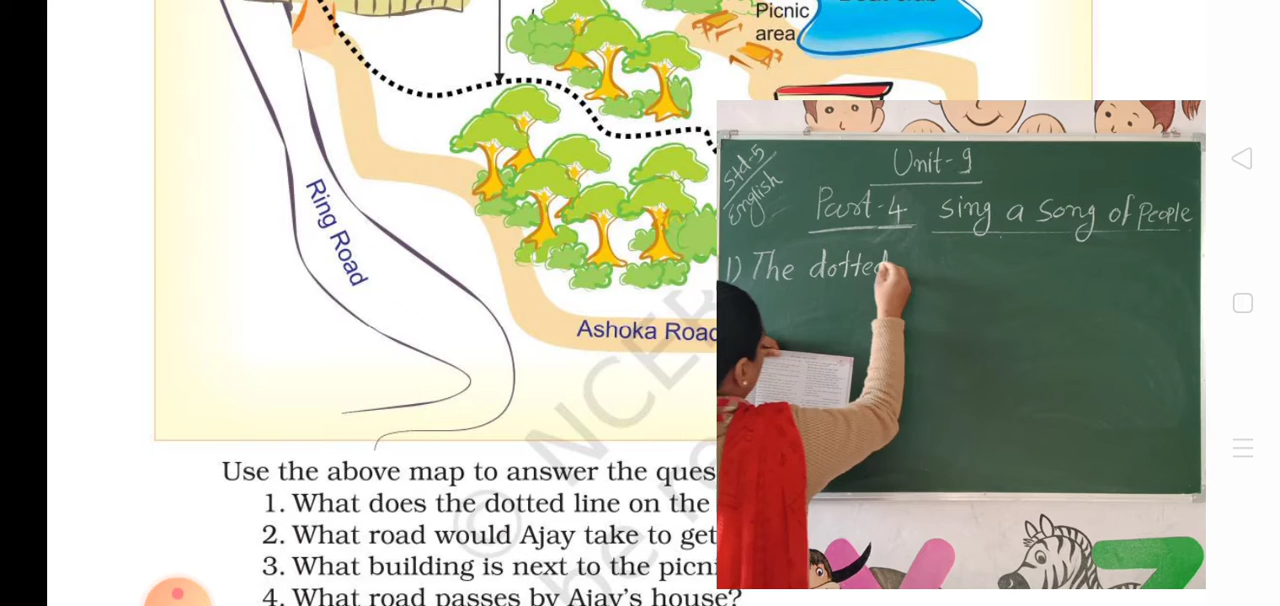 Picnic
area
Ring Road
Ashoka Road
© NCE
be re
Use the above map to answer the ques
1. What does the dotted line on the
2. What road would Ajay take to get
3. What building is next to the picni
4. What road passes by Ajay's house?
Std-5
English
Unit-9
Part-4 sing a song of People
1) The dotted